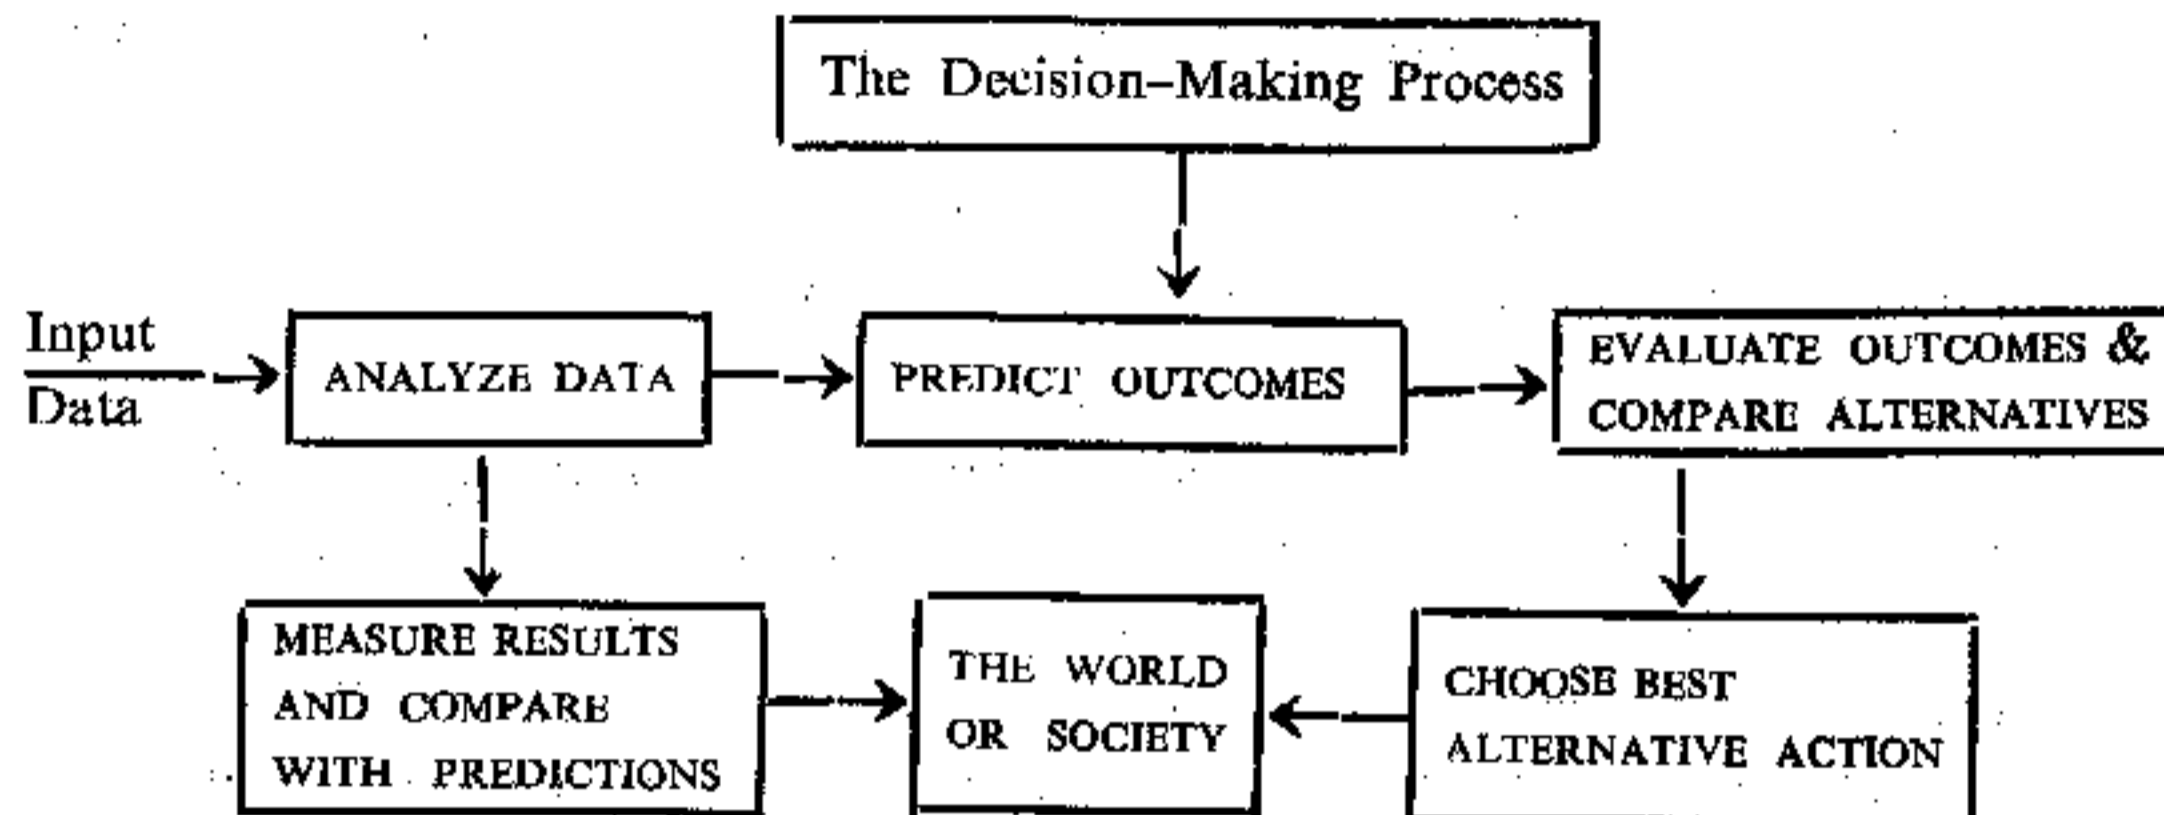 The Decision–Making Process
Input
Data
ANALYZE DATA
PREDICT OUTCOMES
EVALUATE OUTCOMES &
COMPARE ALTERNATIVES
MEASURE RESULTS
AND COMPARE
WITH PREDICTIONS
THE WORLD
OR SOCIETY
CHOOSE BEST
ALTERNATIVE ACTION